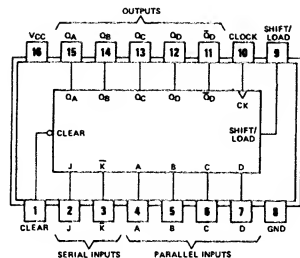 OUTPUTS
VCC QA QB QC QD Q̅D CLOCK SHIFT/LOAD
16 15 14 13 12 11 10 9
QA QB QC QD Q̅D CK
CLEAR SHIFT/LOAD
J K̅ A B C D
1 2 3 4 5 6 7 8
CLEAR J K̅ A B C D GND
SERIAL INPUTS PARALLEL INPUTS